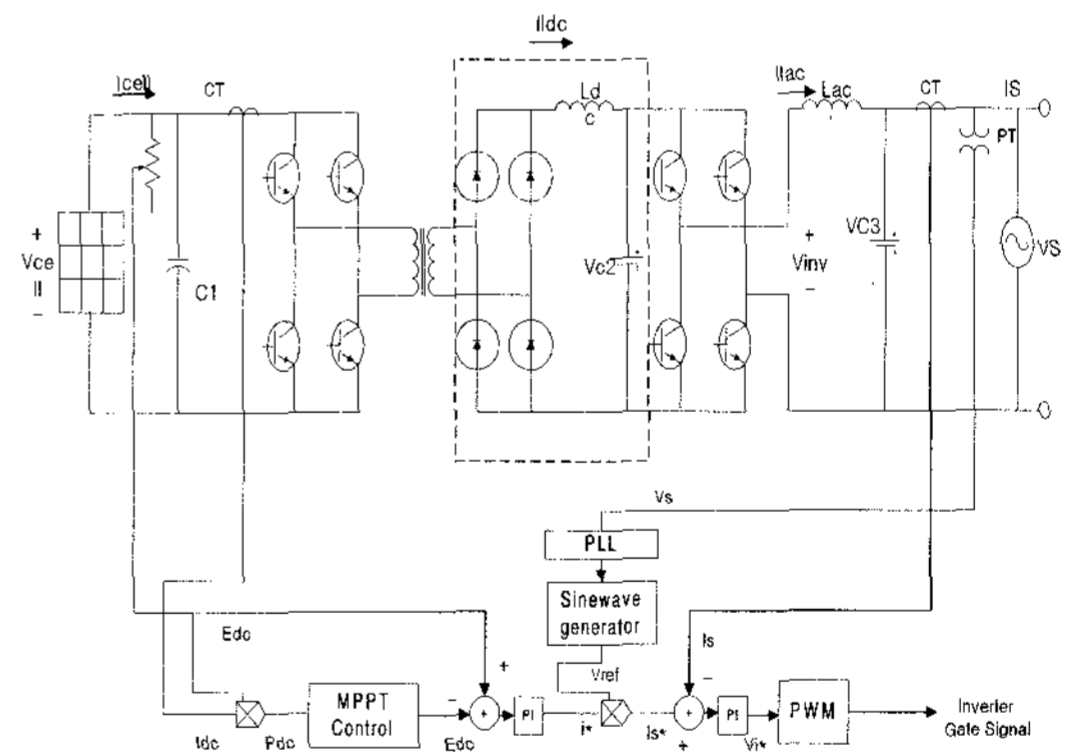 Ildc
Icell
CT
Ld
c
Ilac
Lac
CT
IS
PT
+
Vce
ll
−
C1
Vc2
+
Vinv
−
VC3
VS
Vs
PLL
Sinewave
generator
Edc
+
Vref
Is
−
MPPT
Control
−
+
PI
+
PI
PWM
Inverter
Gate Signal
Idc
Pdc
Edc
i*
Is*
+
Vi*